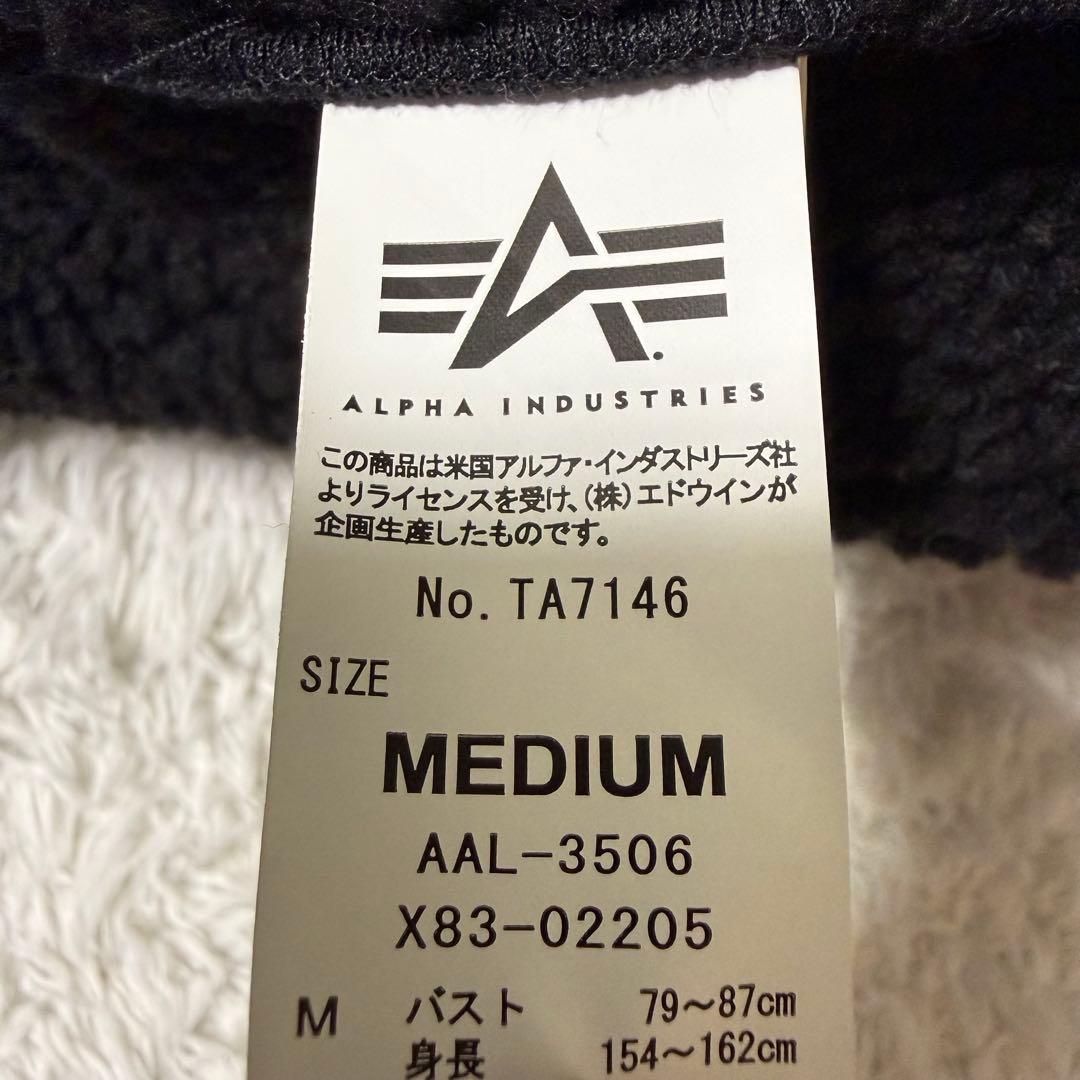 ALPHA INDUSTRIES
この商品は米国アルファ・インダストリーズ社
よりライセンスを受け、(株)エドウインが
企画生産したものです。
No. TA7146
SIZE
MEDIUM
AAL-3506
X83-02205
M バスト 79～87cm
身長 154～162cm